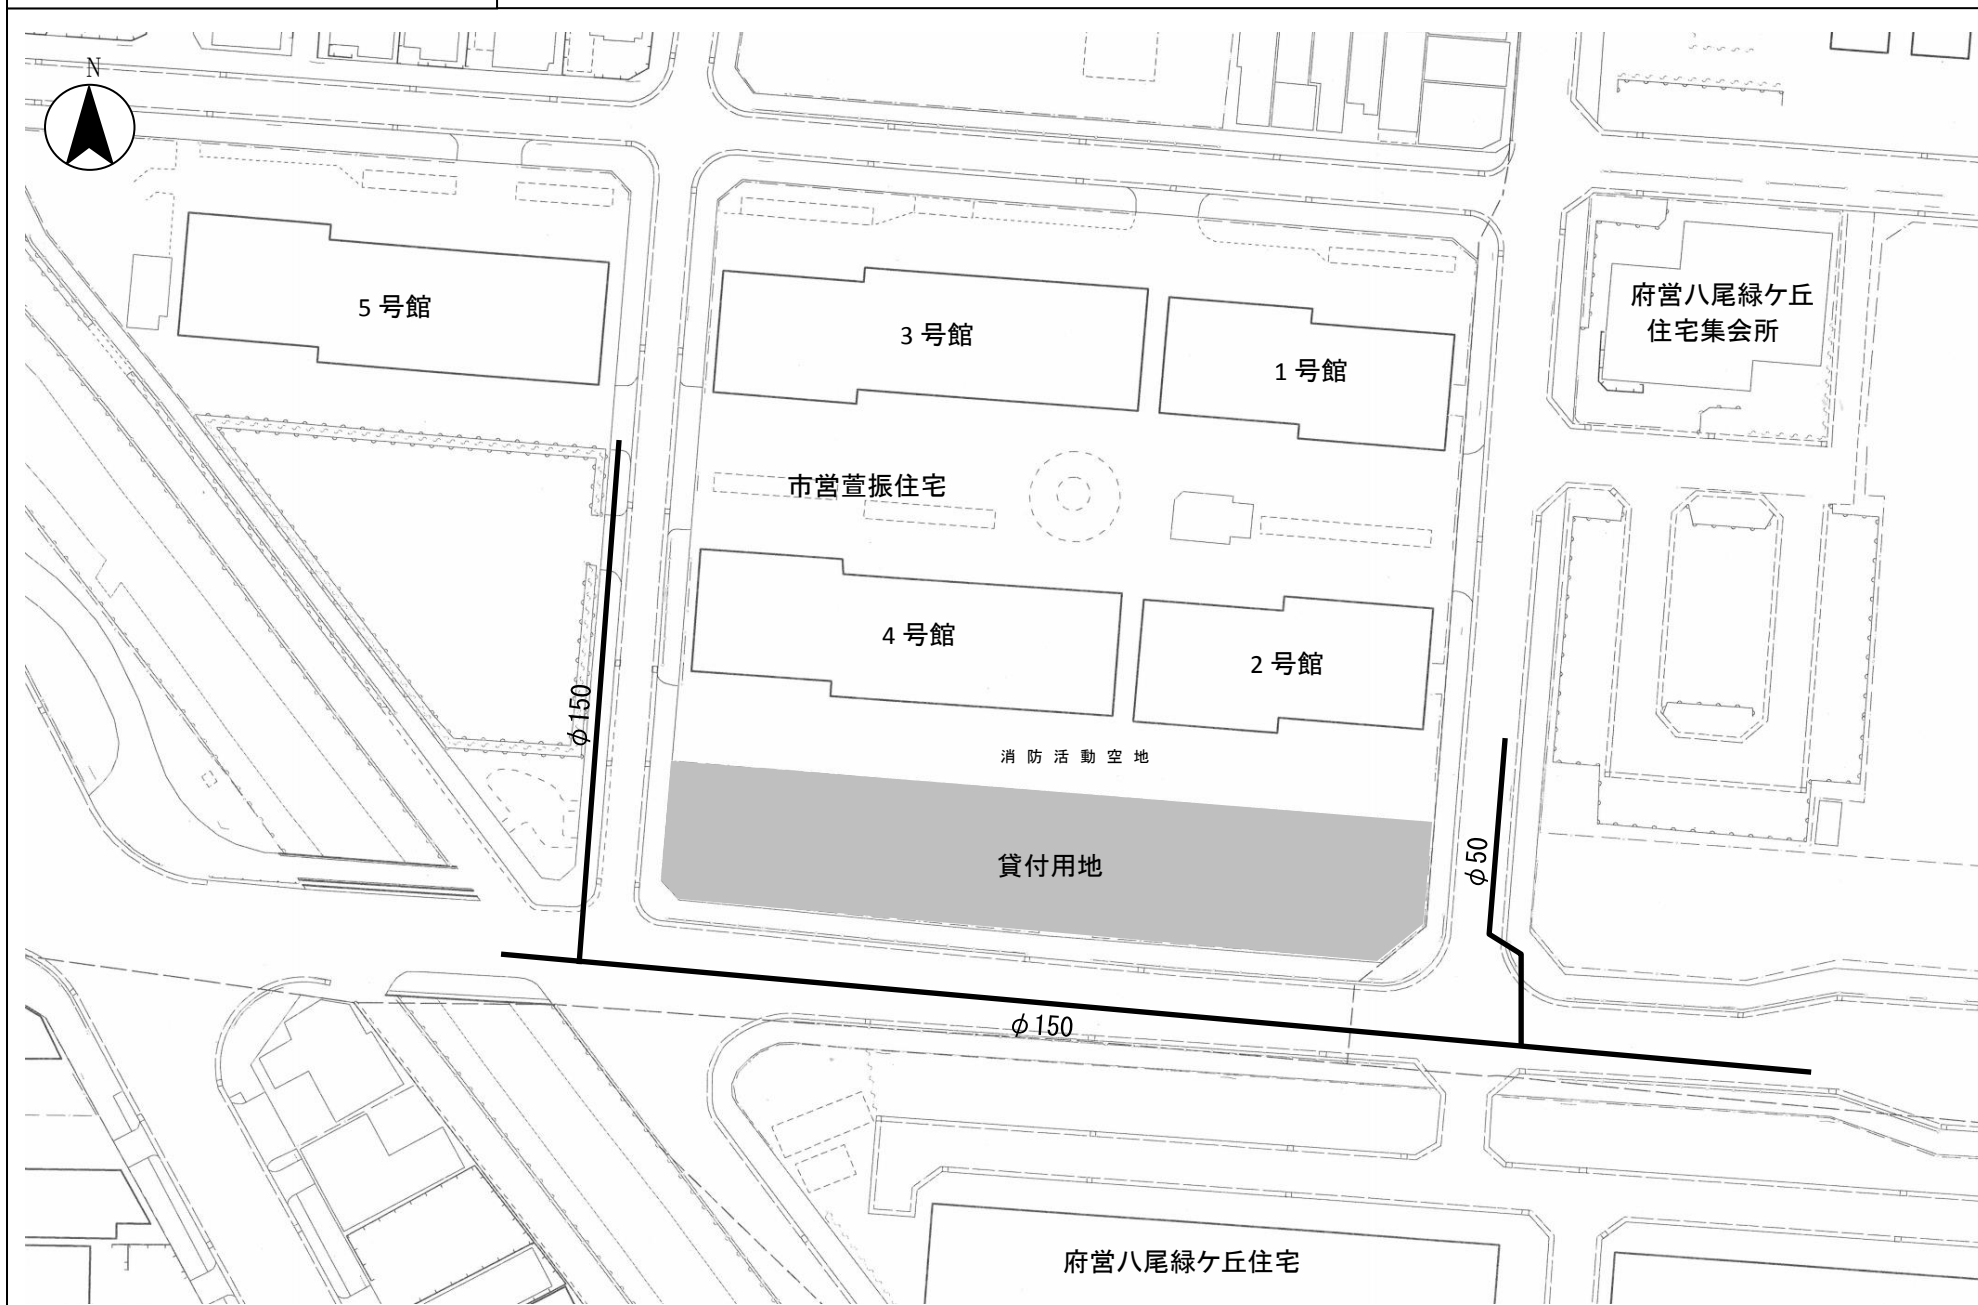 N
5 号館
3 号館
1 号館
府営八尾緑ケ丘
住宅集会所
市営萱振住宅
4 号館
2 号館
φ150
消防活動空地
貸付用地
φ50
φ150
府営八尾緑ケ丘住宅